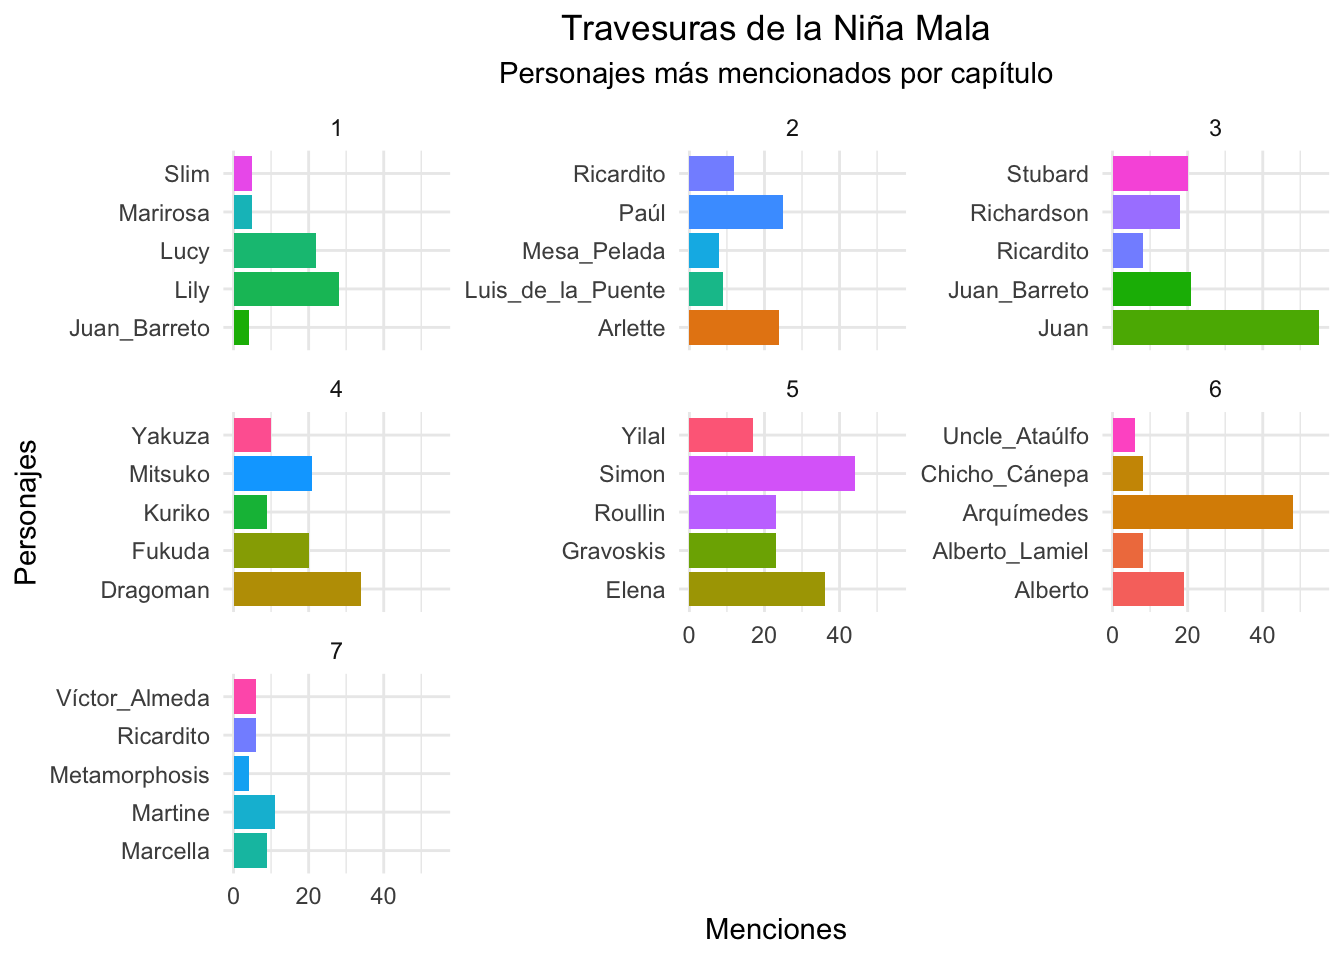 Travesuras de la Niña Mala
Personajes más mencionados por capítulo
1
Slim
Marirosa
Lucy
Lily
Juan_Barreto
2
Ricardito
Paúl
Mesa_Pelada
Luis_de_la_Puente
Arlette
3
Stubard
Richardson
Ricardito
Juan_Barreto
Juan
Personajes
4
Yakuza
Mitsuko
Kuriko
Fukuda
Dragoman
5
Yilal
Simon
Roullin
Gravoskis
Elena
0 20 40
6
Uncle_Ataúlfo
Chicho_Cánepa
Arquímedes
Alberto_Lamiel
Alberto
0 20 40
7
Víctor_Almeda
Ricardito
Metamorphosis
Martine
Marcella
0 20 40
Menciones